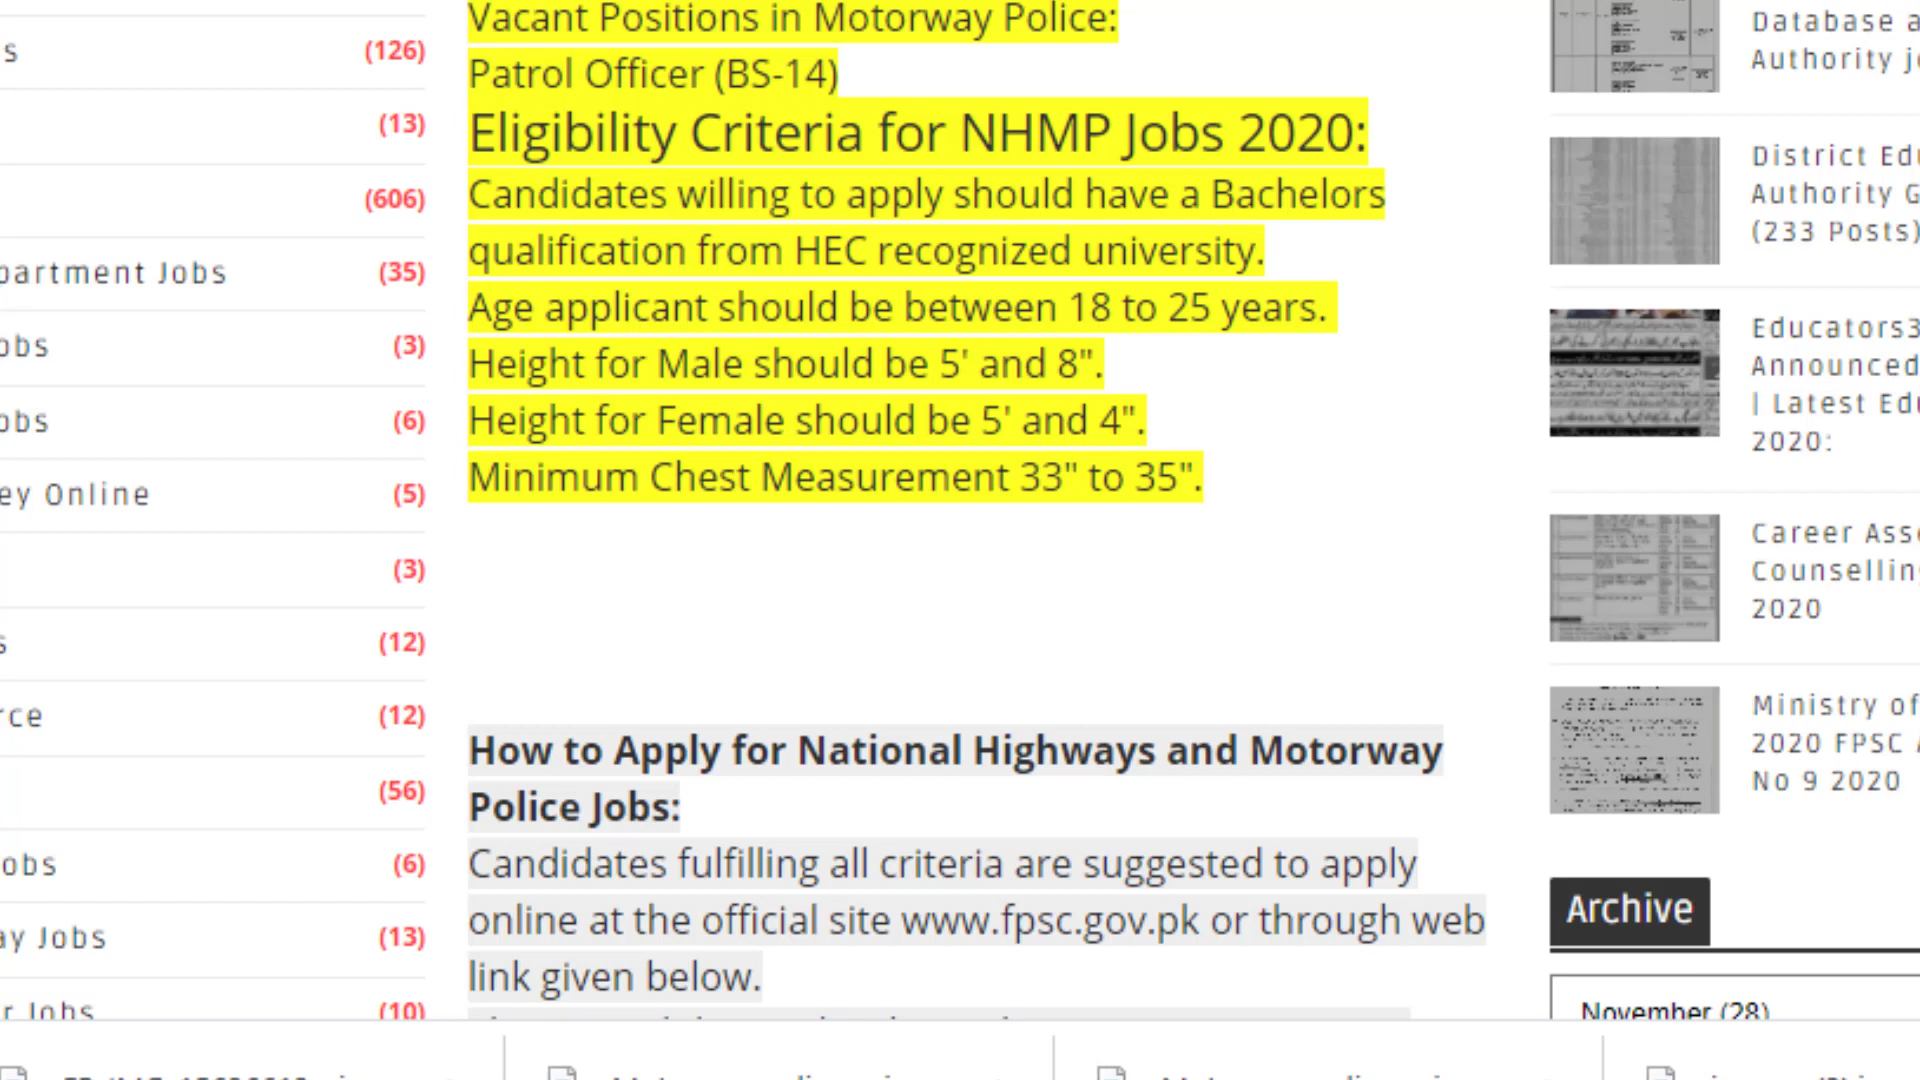 s (126)
(13)
(606)
partment Jobs (35)
obs (3)
obs (6)
ey Online (5)
(3)
s (12)
rce (12)
(56)
obs (6)
ay Jobs (13)
r Jobs (10)
Vacant Positions in Motorway Police:
Patrol Officer (BS-14)
Eligibility Criteria for NHMP Jobs 2020:
Candidates willing to apply should have a Bachelors
qualification from HEC recognized university.
Age applicant should be between 18 to 25 years.
Height for Male should be 5' and 8".
Height for Female should be 5' and 4".
Minimum Chest Measurement 33" to 35".
How to Apply for National Highways and Motorway
Police Jobs:
Candidates fulfilling all criteria are suggested to apply
online at the official site www.fpsc.gov.pk or through web
link given below.
Database a
Authority j
District Edu
Authority G
(233 Posts)
Educators3
Announced
| Latest Edu
2020:
Career Asse
Counselling
2020
Ministry of
2020 FPSC A
No 9 2020
Archive
November (28)